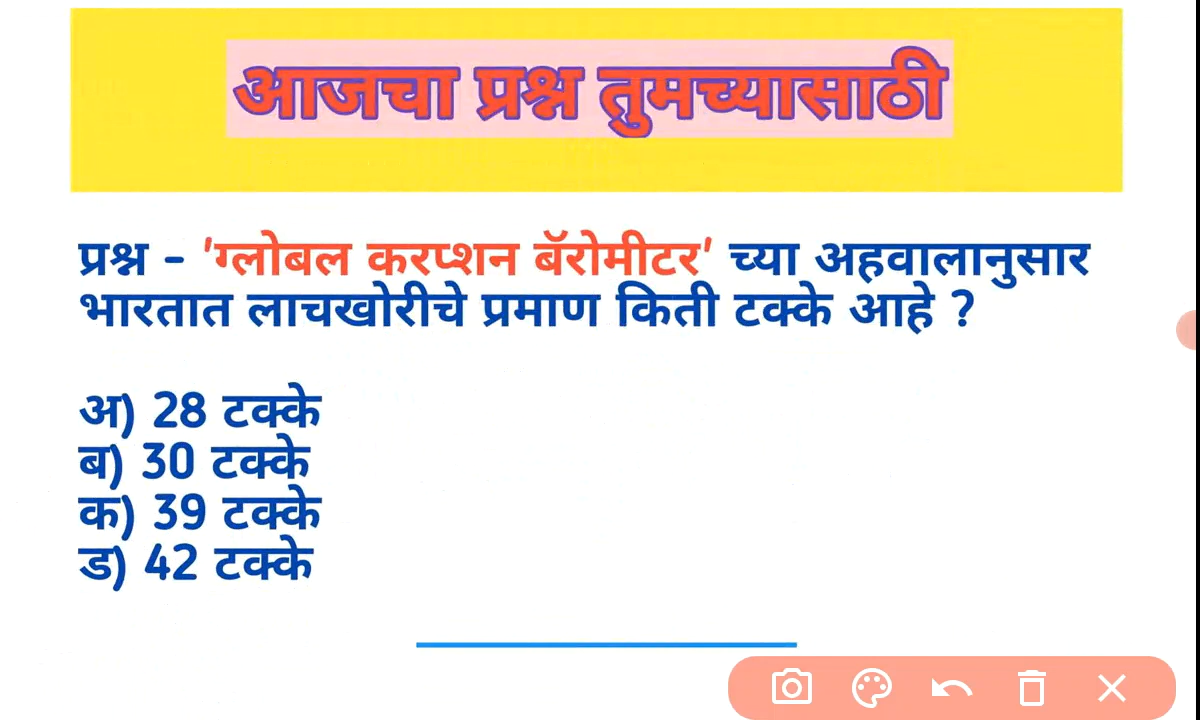 आजचा प्रश्न तुमच्यासाठी
प्रश्न - 'ग्लोबल करप्शन बॅरोमीटर' च्या अहवालानुसार
भारतात लाचखोरीचे प्रमाण किती टक्के आहे ?
अ) 28 टक्के
ब) 30 टक्के
क) 39 टक्के
ड) 42 टक्के